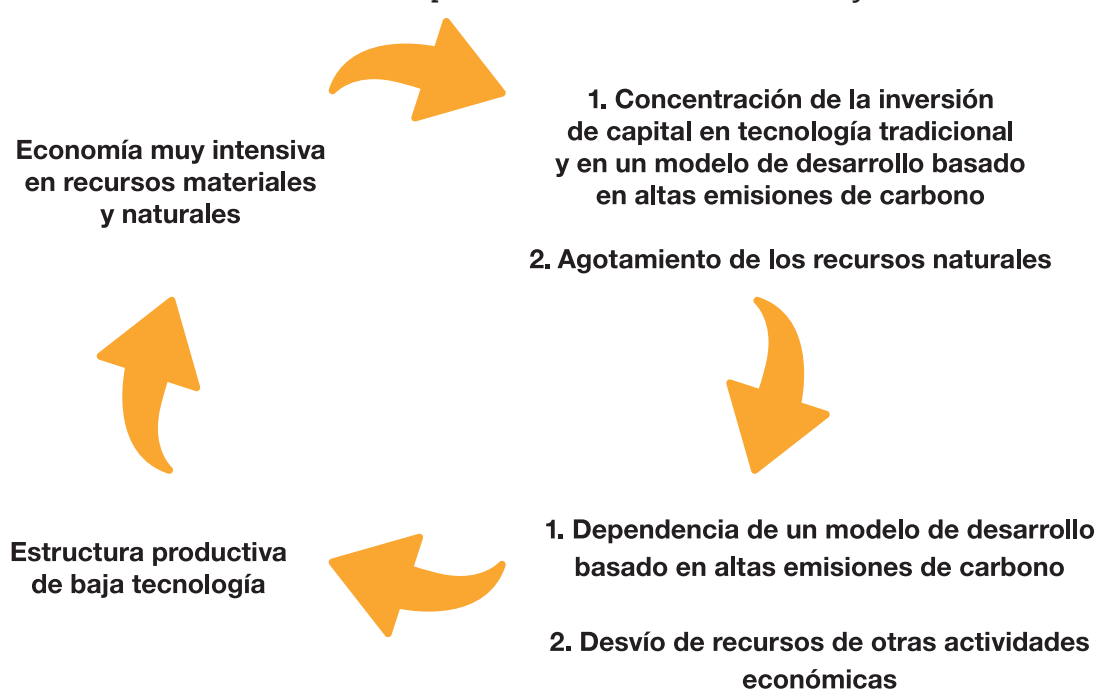 Economía muy intensiva
en recursos materiales
y naturales
1. Concentración de la inversión
de capital en tecnología tradicional
y en un modelo de desarrollo basado
en altas emisiones de carbono
2. Agotamiento de los recursos naturales
1. Dependencia de un modelo de desarrollo
basado en altas emisiones de carbono
2. Desvío de recursos de otras actividades
económicas
Estructura productiva
de baja tecnología